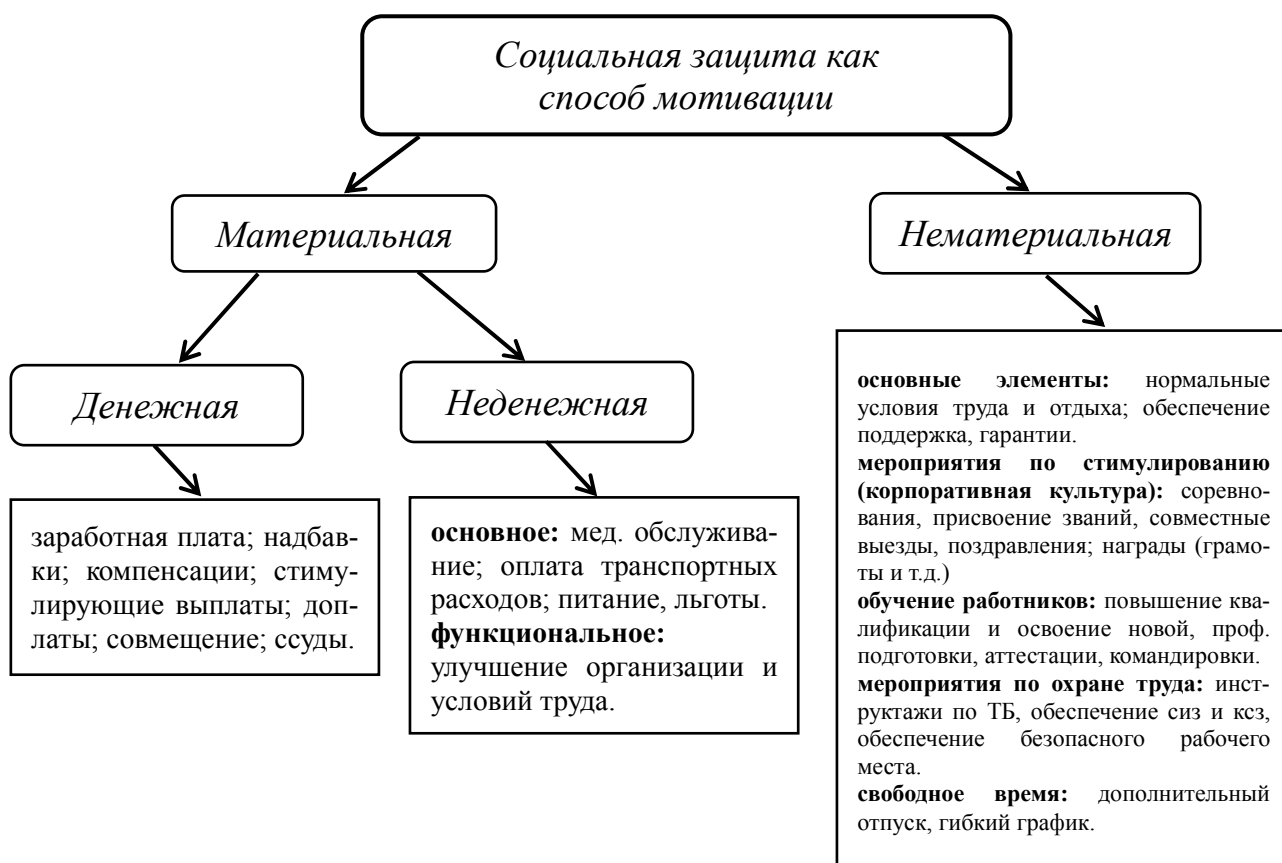 Социальная защита как
способ мотивации
Материальная
Нематериальная
Денежная
Неденежная
заработная плата; надбав-
ки; компенсации; стиму-
лирующие выплаты; доп-
латы; совмещение; ссуды.
основное: мед. обслужива-
ние; оплата транспортных
расходов; питание, льготы.
функциональное:
улучшение организации и
условий труда.
основные элементы: нормальные
условия труда и отдыха; обеспечение
поддержка, гарантии.
мероприятия по стимулированию
(корпоративная культура): соревно-
вания, присвоение званий, совместные
выезды, поздравления; награды (грамо-
ты и т.д.)
обучение работников: повышение ква-
лификации и освоение новой, проф.
подготовки, аттестации, командировки.
мероприятия по охране труда: инст-
руктажи по ТБ, обеспечение сиз и ксз,
обеспечение безопасного рабочего
места.
свободное время: дополнительный
отпуск, гибкий график.